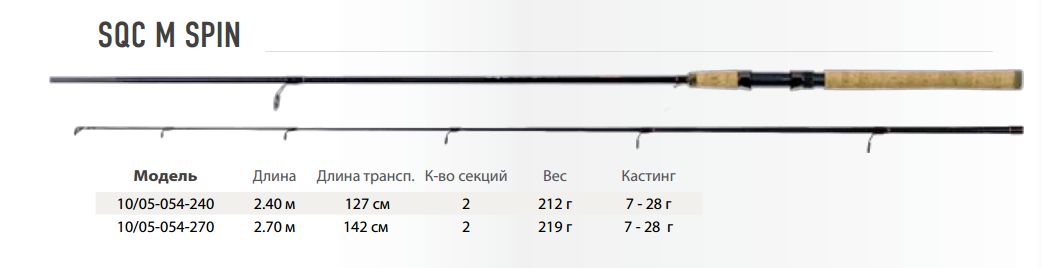 SQC M SPIN
Модель Длина Длина трансп. К-во секций Вес Кастинг
10/05-054-240 2.40 м 127 см 2 212 г 7 - 28 г
10/05-054-270 2.70 м 142 см 2 219 г 7 - 28 г